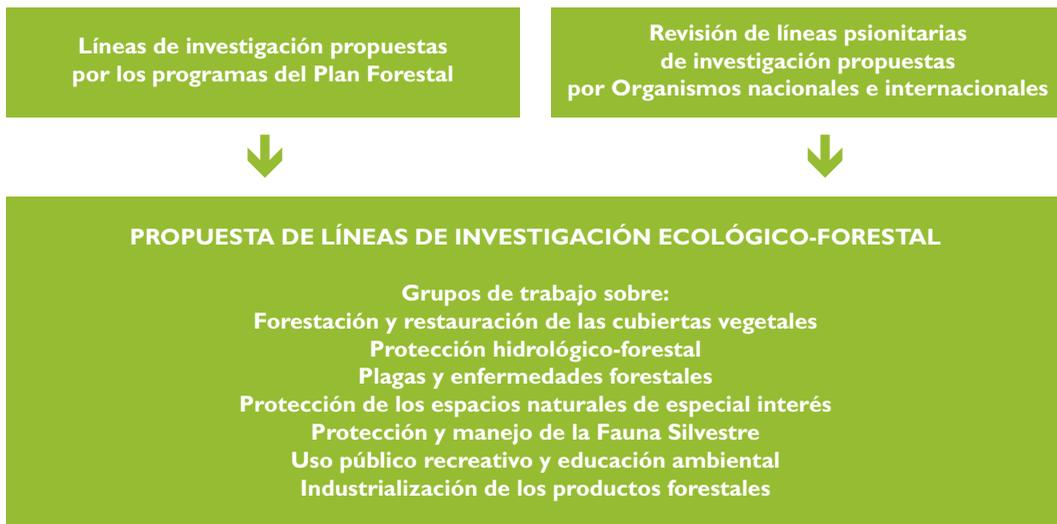 Líneas de investigación propuestas
por los programas del Plan Forestal
Revisión de líneas psionitarias
de investigación propuestas
por Organismos nacionales e internacionales
PROPUESTA DE LÍNEAS DE INVESTIGACIÓN ECOLÓGICO-FORESTAL
Grupos de trabajo sobre:
Forestación y restauración de las cubiertas vegetales
Protección hidrológico-forestal
Plagas y enfermedades forestales
Protección de los espacios naturales de especial interés
Protección y manejo de la Fauna Silvestre
Uso público recreativo y educación ambiental
Industrialización de los productos forestales